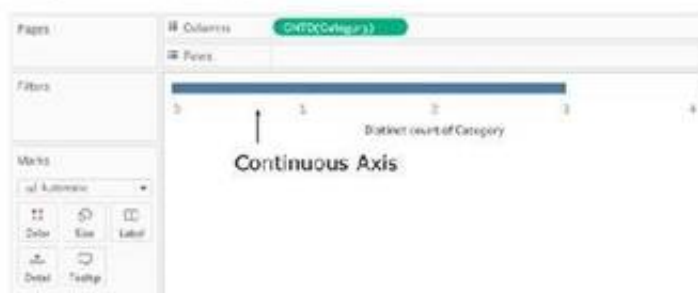 Pages
Columns CNTD(Category)
Rows
Filters
0 1 2 3 4
Distinct count of Category
Continuous Axis
Marks
Automatic
Color Size Label
Detail Tooltip